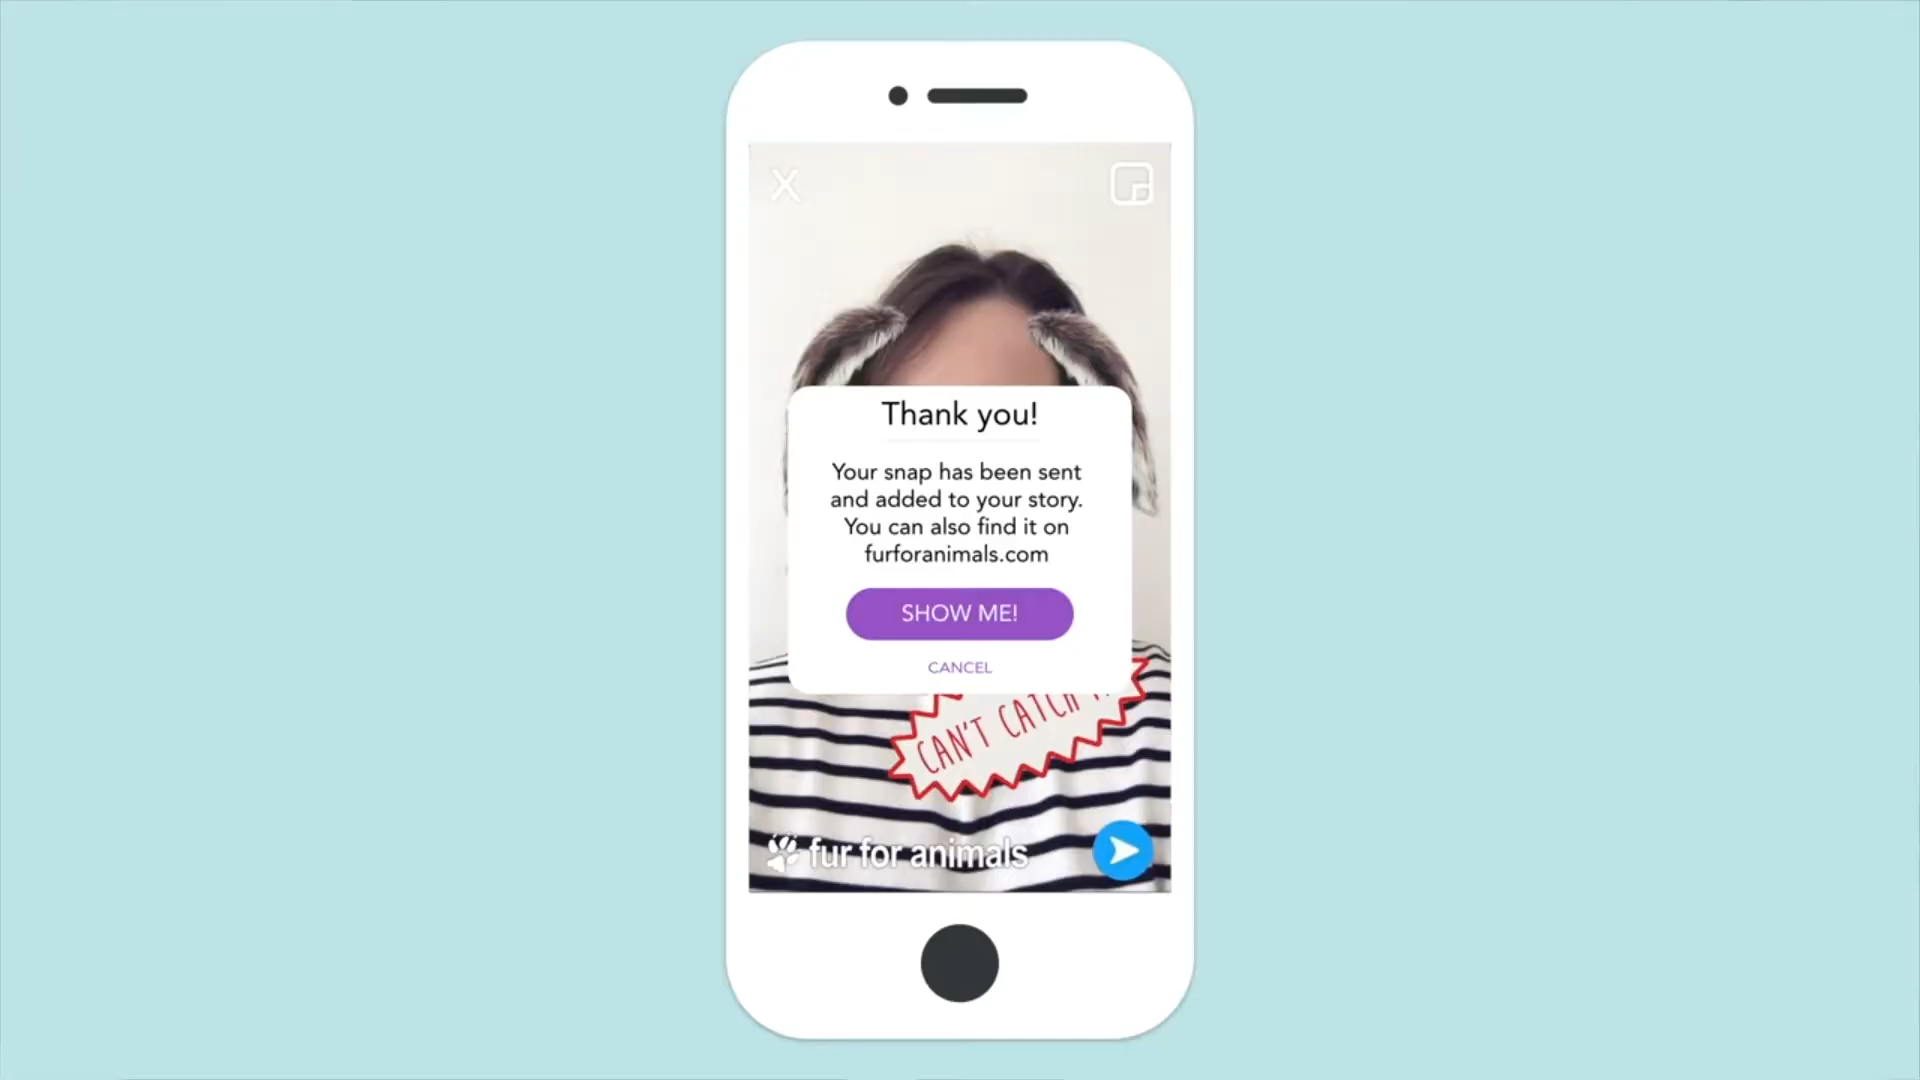 Thank you!
Your snap has been sent
and added to your story.
You can also find it on
furforanimals.com
SHOW ME!
CANCEL
CAN'T CATCH
fur for animals